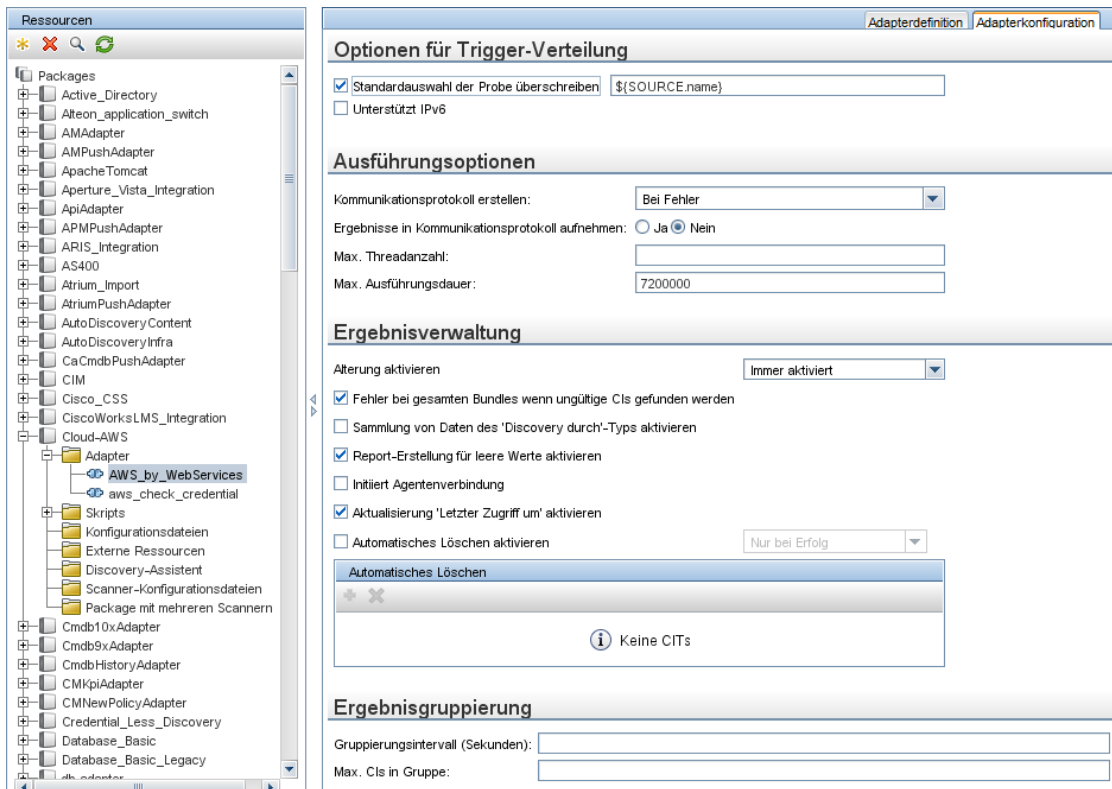 Ressourcen
Packages
Active_Directory
Alteon_application_switch
AMAdapter
AMPushAdapter
ApacheTomcat
Aperture_Vista_Integration
ApiAdapter
APMPushAdapter
ARIS_Integration
AS400
Atrium_Import
AtriumPushAdapter
AutoDiscoveryContent
AutoDiscoveryInfra
CaCmdbPushAdapter
CIM
Cisco_CSS
CiscoWorksLMS_Integration
Cloud-AWS
Adapter
AWS_by_WebServices
aws_check_credential
Skripts
Konfigurationsdateien
Externe Ressourcen
Discovery-Assistent
Scanner-Konfigurationsdateien
Package mit mehreren Scannern
Cmdb10xAdapter
Cmdb9xAdapter
CmdbHistoryAdapter
CMKpiAdapter
CMNewPolicyAdapter
Credential_Less_Discovery
Database_Basic
Database_Basic_Legacy
db_adapter
Adapterdefinition
Adapterkonfiguration
Optionen für Trigger-Verteilung
Standardauswahl der Probe überschreiben ${SOURCE.name}
Unterstützt IPv6
Ausführungsoptionen
Kommunikationsprotokoll erstellen: Bei Fehler
Ergebnisse in Kommunikationsprotokoll aufnehmen: Ja Nein
Max. Threadanzahl:
Max. Ausführungsdauer: 7200000
Ergebnisverwaltung
Alterung aktivieren Immer aktiviert
Fehler bei gesamten Bundles wenn ungültige CIs gefunden werden
Sammlung von Daten des 'Discovery durch'-Typs aktivieren
Report-Erstellung für leere Werte aktivieren
Initiiert Agentenverbindung
Aktualisierung 'Letzter Zugriff um' aktivieren
Automatisches Löschen aktivieren Nur bei Erfolg
Automatisches Löschen
Keine CITs
Ergebnisgruppierung
Gruppierungsintervall (Sekunden):
Max. CIs in Gruppe: